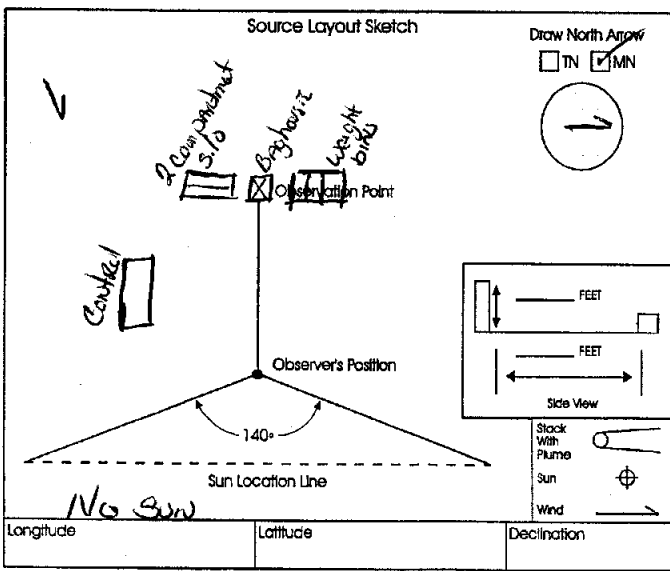 Source Layout Sketch
Draw North Arrow
TN MN
2 compartment
Silo
Baghouse
Weight
bins
Observation Point
Control
FEET
FEET
Side View
Observer's Position
140°
Sun Location Line
No Sun
Stack
With
Plume
Sun
Wind
Longitude
Latitude
Declination